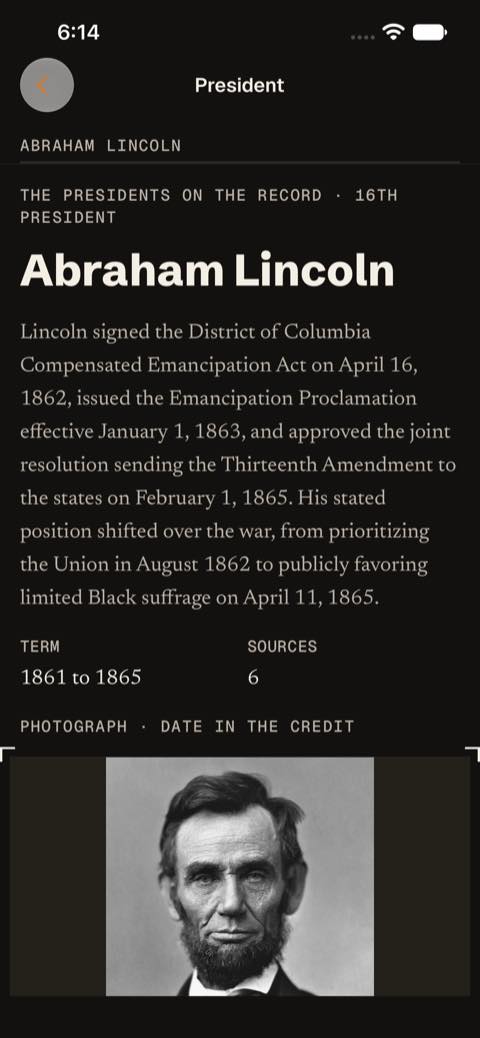 6:14
President
ABRAHAM LINCOLN
THE PRESIDENTS ON THE RECORD · 16TH
PRESIDENT
Abraham Lincoln
Lincoln signed the District of Columbia
Compensated Emancipation Act on April 16,
1862, issued the Emancipation Proclamation
effective January 1, 1863, and approved the joint
resolution sending the Thirteenth Amendment to
the states on February 1, 1865. His stated
position shifted over the war, from prioritizing
the Union in August 1862 to publicly favoring
limited Black suffrage on April 11, 1865.
TERM
SOURCES
1861 to 1865
6
PHOTOGRAPH · DATE IN THE CREDIT